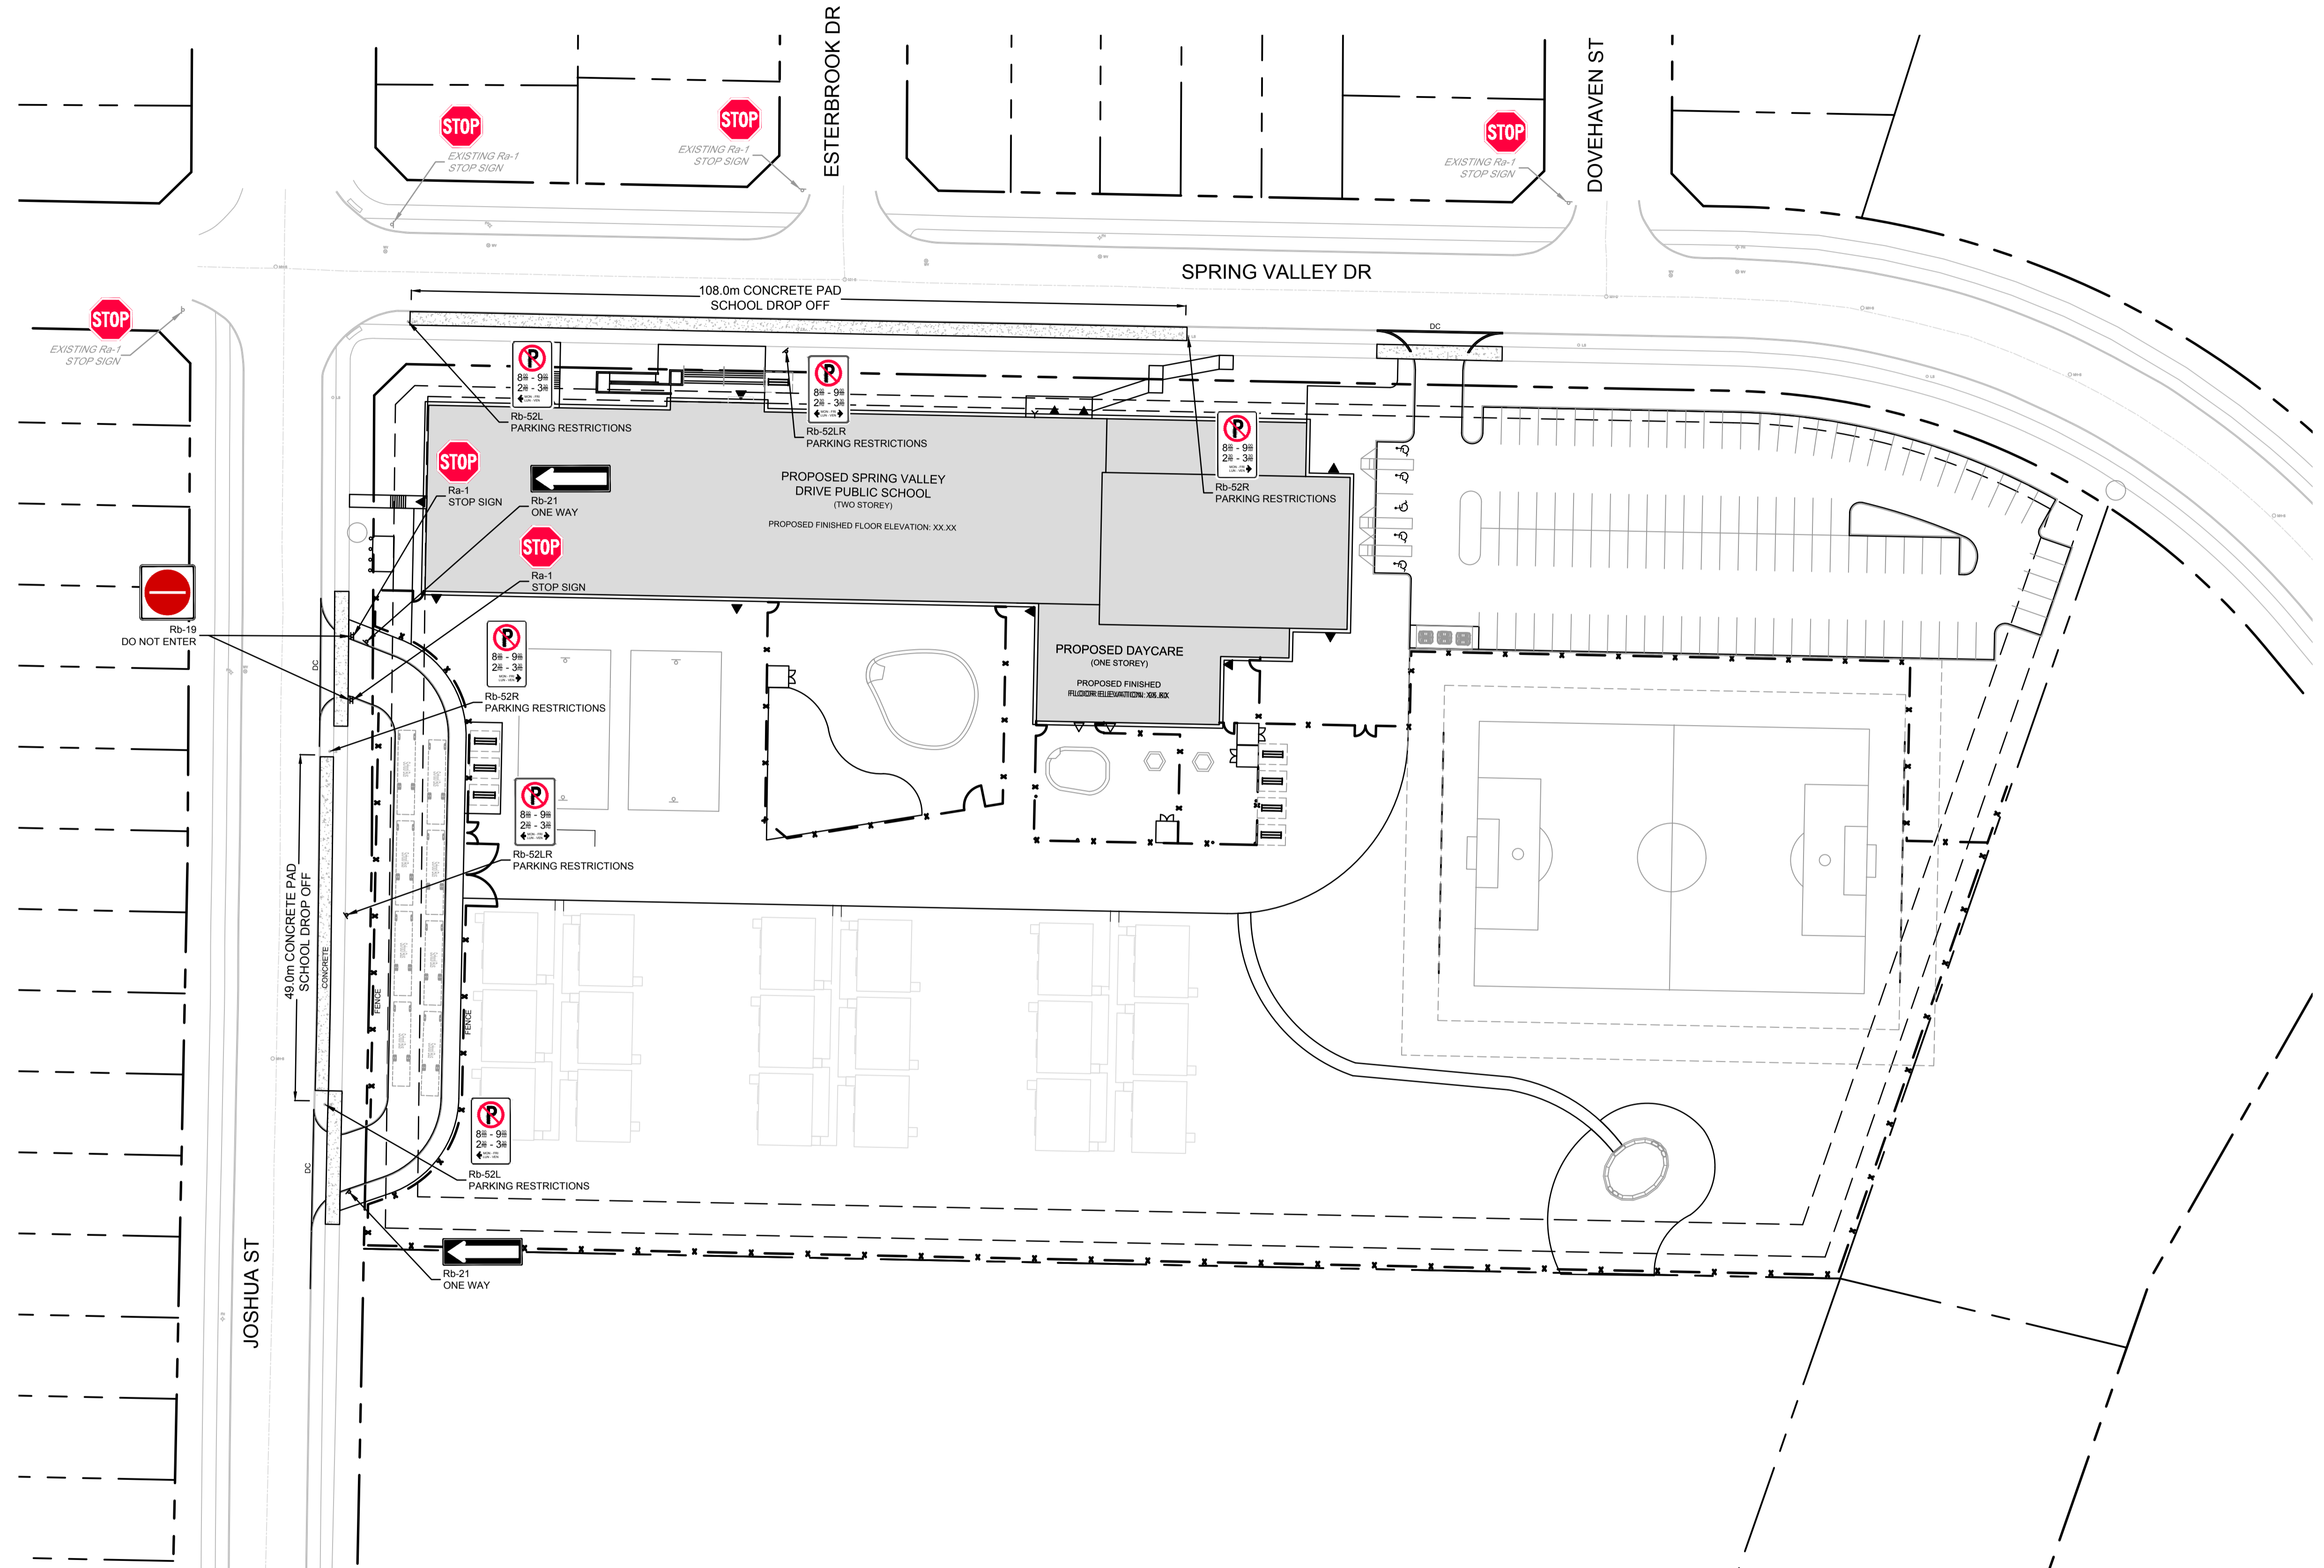 ESTERBROOK DR
DOVEHAVEN ST
STOP
EXISTING Ra-1
STOP SIGN
STOP
EXISTING Ra-1
STOP SIGN
STOP
EXISTING Ra-1
STOP SIGN
SPRING VALLEY DR
STOP
EXISTING Ra-1
STOP SIGN
108.0m CONCRETE PAD
SCHOOL DROP OFF
DC
P
Rb-52L
PARKING RESTRICTIONS
P
Rb-52LR
PARKING RESTRICTIONS
P
Rb-52R
PARKING RESTRICTIONS
STOP
Ra-1
STOP SIGN
Rb-21
ONE WAY
STOP
Ra-1
STOP SIGN
PROPOSED SPRING VALLEY
DRIVE PUBLIC SCHOOL
(TWO STOREY)
PROPOSED FINISHED FLOOR ELEVATION: XX.XX
Rb-19
DO NOT ENTER
DC
PROPOSED DAYCARE
(ONE STOREY)
PROPOSED FINISHED
P
Rb-52R
PARKING RESTRICTIONS
P
Rb-52LR
PARKING RESTRICTIONS
49.0m CONCRETE PAD
SCHOOL DROP OFF
CONCRETE
FENCE
FENCE
P
Rb-52L
PARKING RESTRICTIONS
DC
Rb-21
ONE WAY
JOSHUA ST